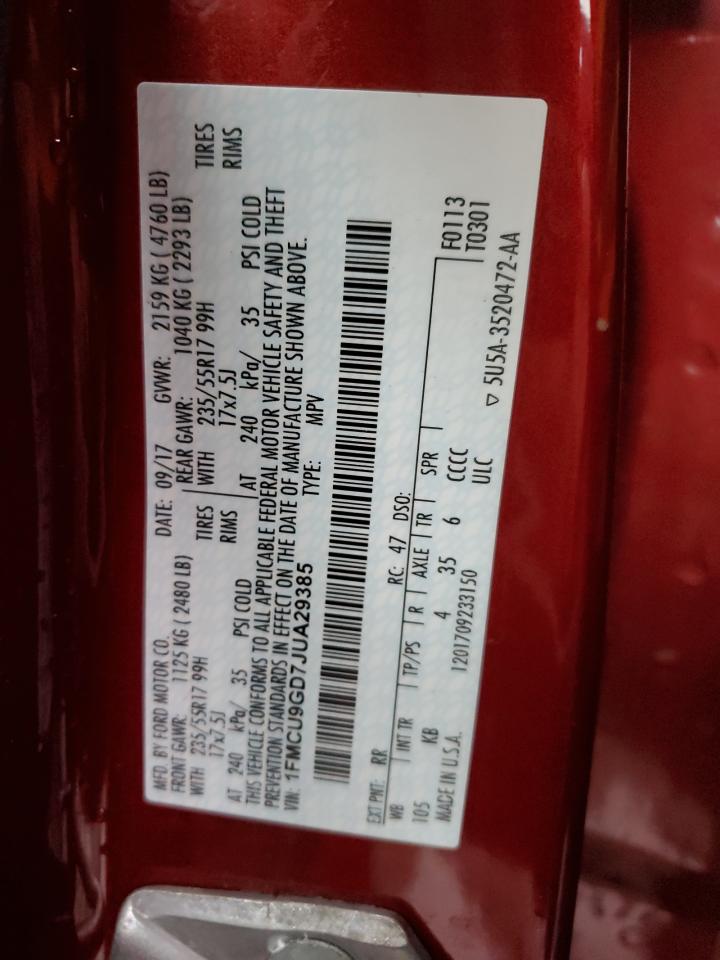 MFD. BY FORD MOTOR CO. DATE: 09/17 GVWR: 2159 KG ( 4760 LB)
FRONT GAWR: 1125 KG ( 2480 LB) REAR GAWR: 1040 KG ( 2293 LB)
WITH 235/55R17 99H TIRES WITH 235/55R17 99H TIRES
17x7.5J RIMS 17x7.5J RIMS
AT 240 kPa/ 35 PSI COLD AT 240 kPa/ 35 PSI COLD
THIS VEHICLE CONFORMS TO ALL APPLICABLE FEDERAL MOTOR VEHICLE SAFETY AND THEFT
PREVENTION STANDARDS IN EFFECT ON THE DATE OF MANUFACTURE SHOWN ABOVE.
VIN: 1FMCU9GD7JUA29385 TYPE: MPV
EXT PNT: RR RC: 47 DSO:
WB INT TR TP/PS R AXLE TR SPR F0113
105 KB 4 35 6 CCCC T0301
MADE IN U.S.A. 1201709233150 ULC ▽ 5U5A-3520472-AA